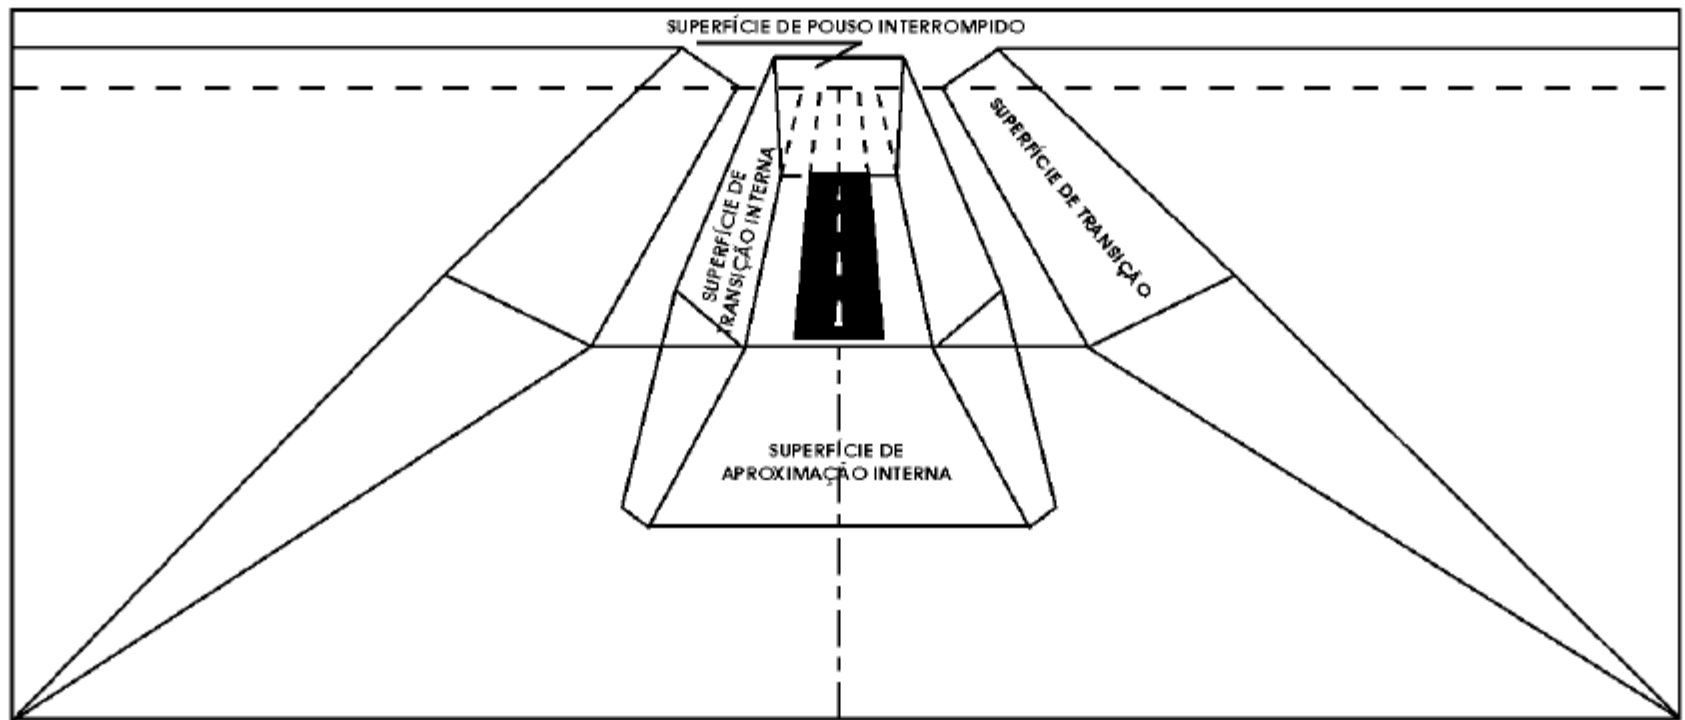 SUPERFÍCIE DE POUSO INTERROMPIDO
SUPERFÍCIE DE
TRANSIÇÃO INTERNA
SUPERFÍCIE DE TRANSIÇÃO
SUPERFÍCIE DE
APROXIMAÇÃO INTERNA